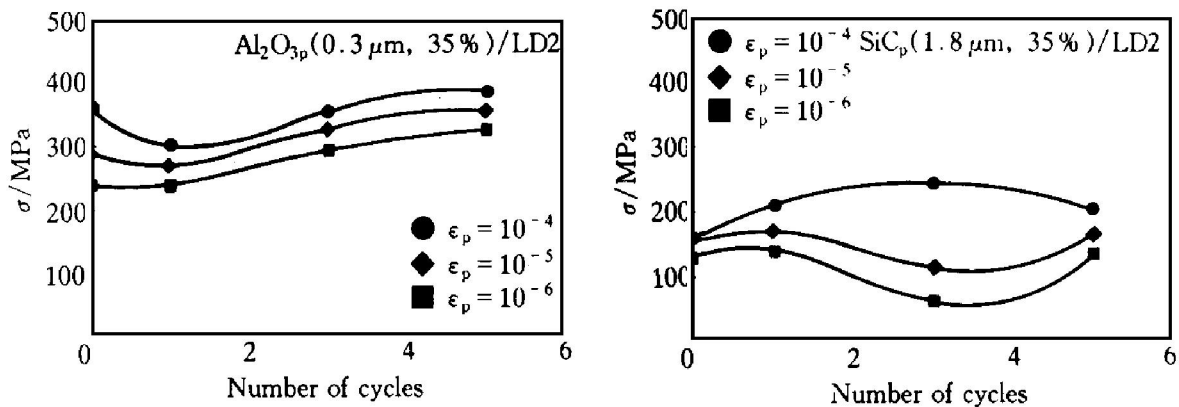 500
400
300
200
100
σ/MPa
Al₂O₃ₚ(0.3 μm, 35%)/LD2
εₚ = 10⁻⁴
εₚ = 10⁻⁵
εₚ = 10⁻⁶
0 2 4 6
Number of cycles
500
400
300
200
100
σ/MPa
εₚ = 10⁻⁴ SiCₚ(1.8 μm, 35%)/LD2
εₚ = 10⁻⁵
εₚ = 10⁻⁶
0 2 4 6
Number of cycles